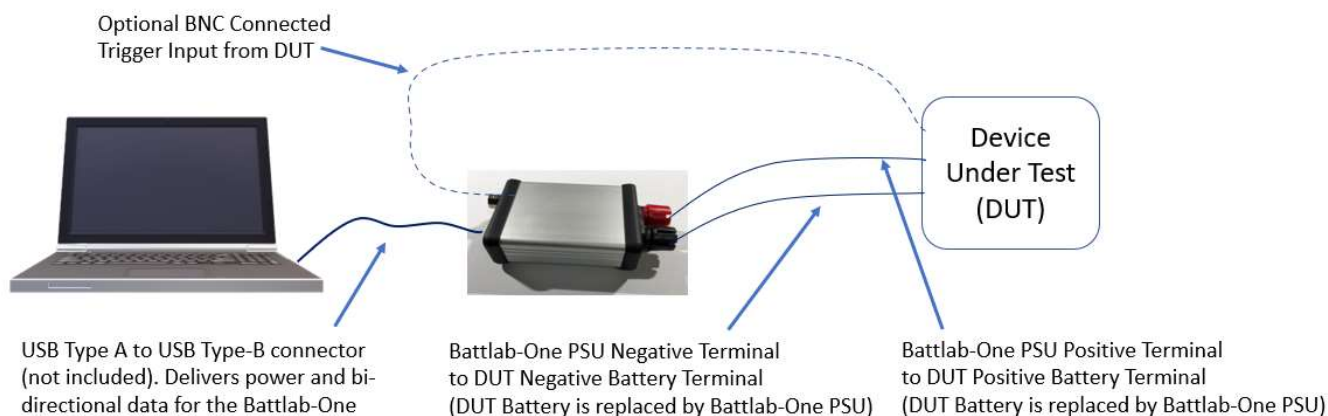 Optional BNC Connected
Trigger Input from DUT
Device
Under Test
(DUT)
USB Type A to USB Type-B connector
(not included). Delivers power and bi-
directional data for the Battlab-One
Battlab-One PSU Negative Terminal
to DUT Negative Battery Terminal
(DUT Battery is replaced by Battlab-One PSU)
Battlab-One PSU Positive Terminal
to DUT Positive Battery Terminal
(DUT Battery is replaced by Battlab-One PSU)